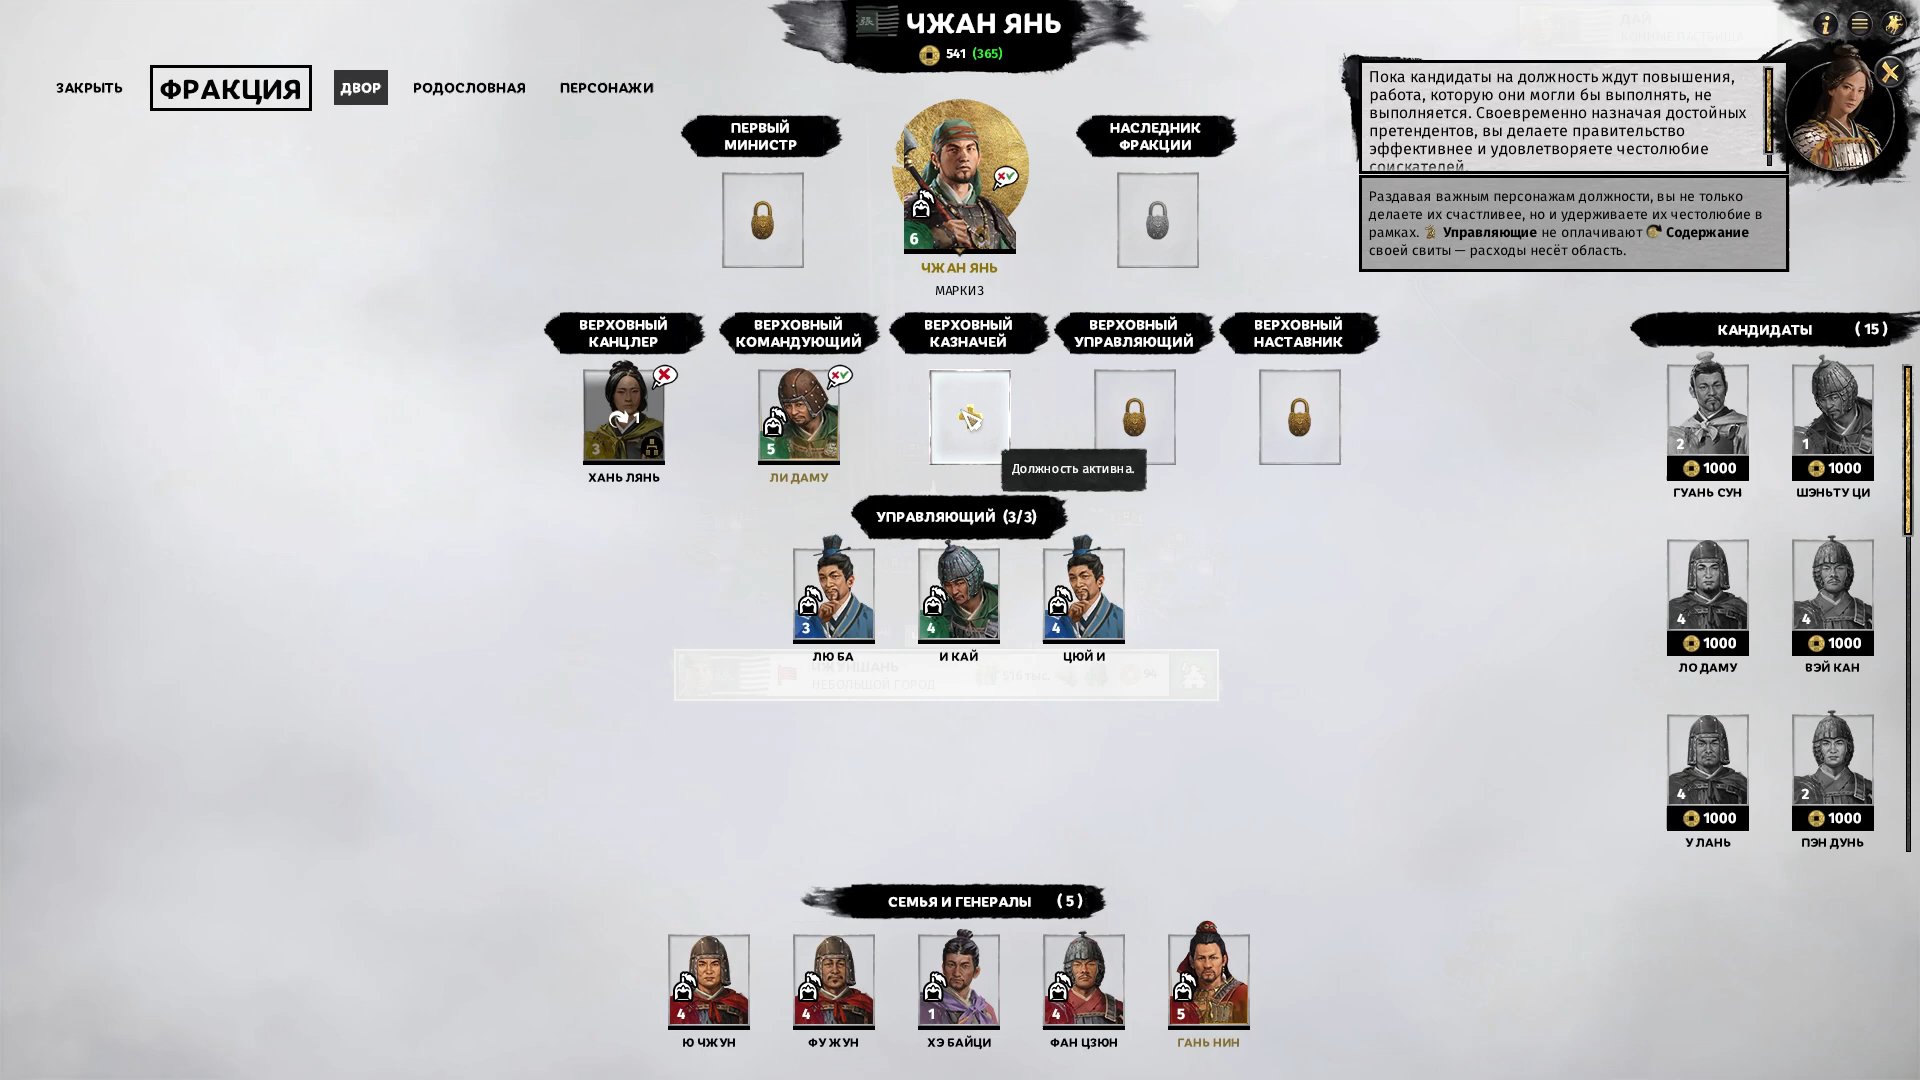 ЧЖАН ЯНЬ
541 (365)
ЗАКРЫТЬ
ФРАКЦИЯ
ДВОР
РОДОСЛОВНАЯ
ПЕРСОНАЖИ
Пока кандидаты на должность ждут повышения,
работа, которую они могли бы выполнять, не
выполняется. Своевременно назначая достойных
претендентов, вы делаете правительство
эффективнее и удовлетворяете честолюбие
соискателей.
Раздавая важным персонажам должности, вы не только
делаете их счастливее, но и удерживаете их честолюбие в
рамках. Управляющие не оплачивают Содержание
своей свиты — расходы несёт область.
ПЕРВЫЙ
МИНИСТР
6
ЧЖАН ЯНЬ
МАРКИЗ
НАСЛЕДНИК
ФРАКЦИИ
ВЕРХОВНЫЙ
КАНЦЛЕР
1
3
ХАНЬ ЛЯНЬ
ВЕРХОВНЫЙ
КОМАНДУЮЩИЙ
5
ЛИ ДАМУ
ВЕРХОВНЫЙ
КАЗНАЧЕЙ
Должность активна.
ВЕРХОВНЫЙ
УПРАВЛЯЮЩИЙ
ВЕРХОВНЫЙ
НАСТАВНИК
УПРАВЛЯЮЩИЙ (3/3)
3
ЛЮ БА
4
И КАЙ
4
ЦЮЙ И
НЕБОЛЬШОЙ ГОРОД
КАНДИДАТЫ (15)
2
1000
ГУАНЬ СУН
1
1000
ШЭНЬТУ ЦИ
4
1000
ЛО ДАМУ
4
1000
ВЭЙ КАН
4
1000
У ЛАНЬ
2
1000
ПЭН ДУНЬ
СЕМЬЯ И ГЕНЕРАЛЫ (5)
4
Ю ЧЖУН
4
ФУ ЖУН
1
ХЭ БАЙЦИ
4
ФАН ЦЗЮН
5
ГАНЬ НИН